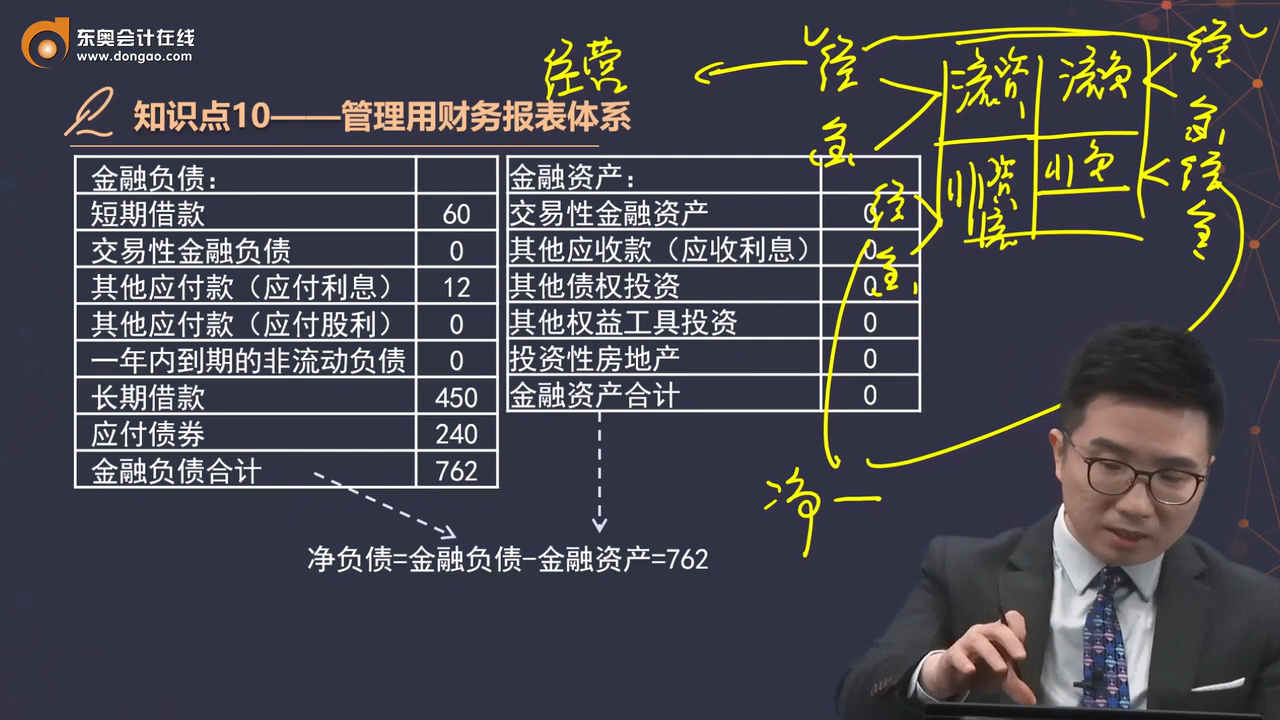 东奥会计在线
www.dongao.com
知识点10——管理用财务报表体系
金融负债：
短期借款 60
交易性金融负债 0
其他应付款（应付利息） 12
其他应付款（应付股利） 0
一年内到期的非流动负债 0
长期借款 450
应付债券 240
金融负债合计 762
金融资产：
交易性金融资产 0
其他应收款（应收利息） 0
其他债权投资 0
其他权益工具投资 0
投资性房地产 0
金融资产合计 0
净负债=金融负债-金融资产=762
经营
经
金
经
金
流资
流负
非资
非负
经
金
经
金
净